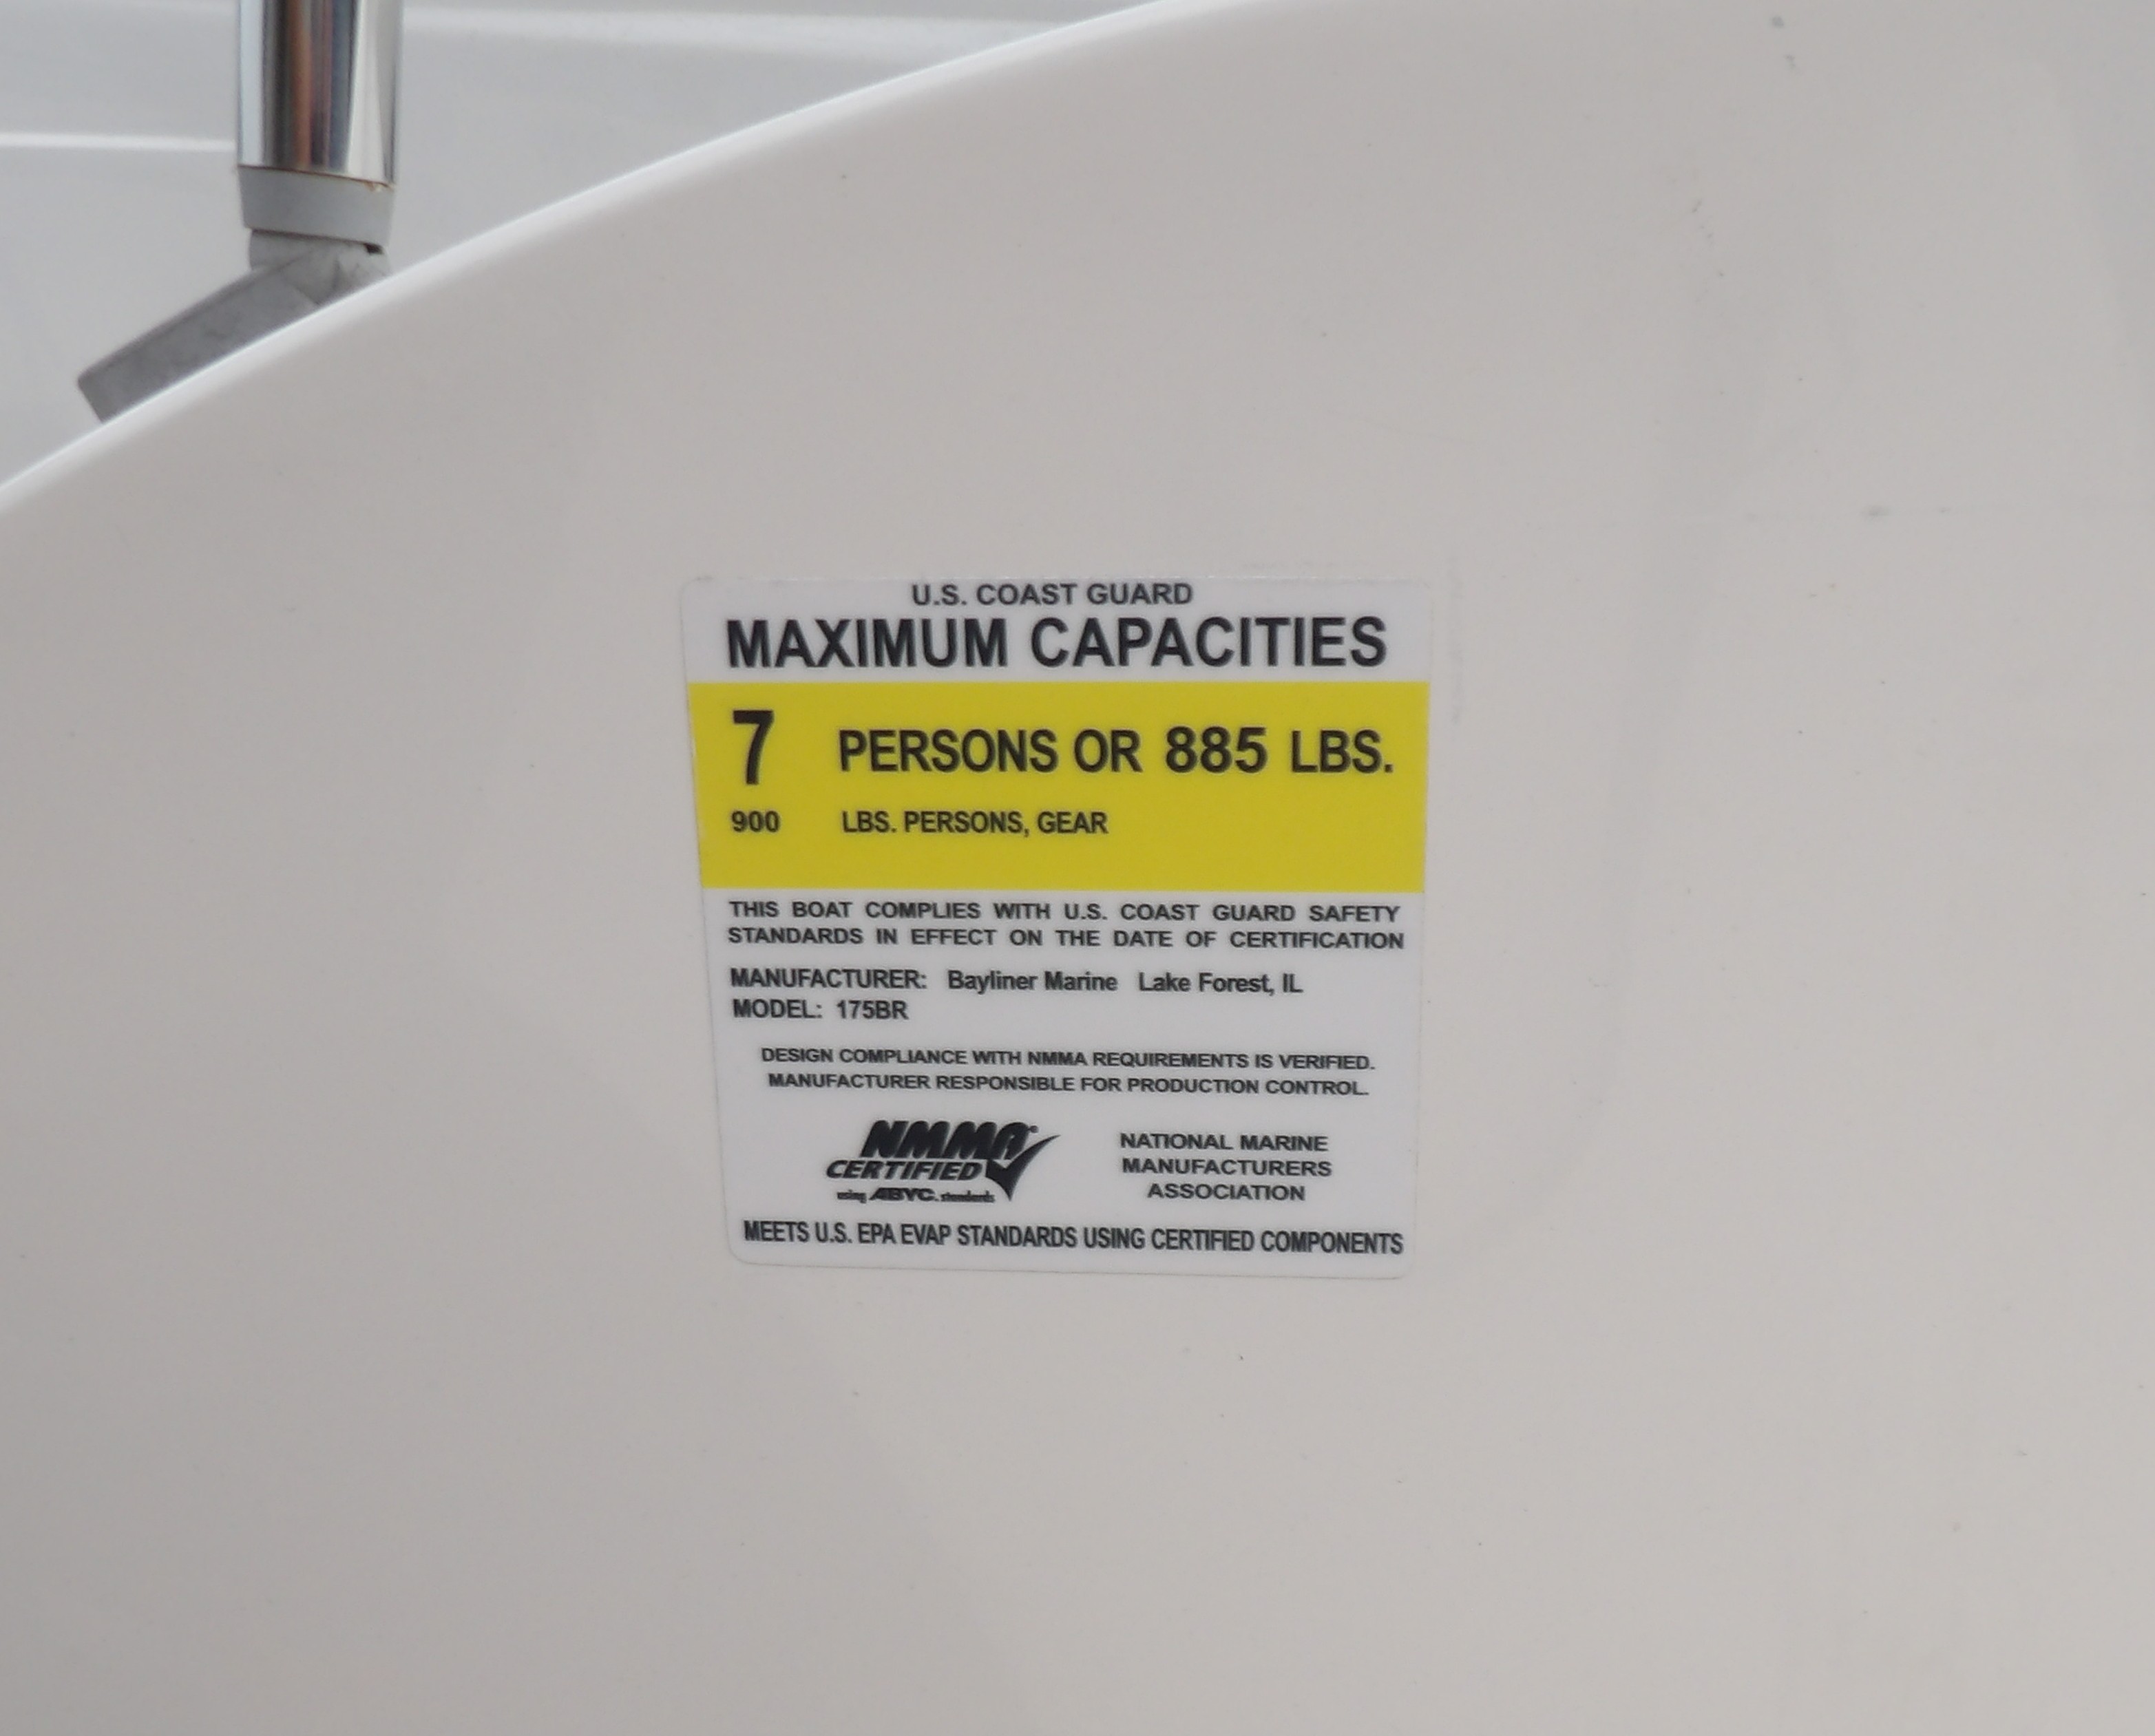 U.S. COAST GUARD
MAXIMUM CAPACITIES
7 PERSONS OR 885 LBS.
900 LBS. PERSONS, GEAR
THIS BOAT COMPLIES WITH U.S. COAST GUARD SAFETY
STANDARDS IN EFFECT ON THE DATE OF CERTIFICATION
MANUFACTURER: Bayliner Marine Lake Forest, IL
MODEL: 175BR
DESIGN COMPLIANCE WITH NMMA REQUIREMENTS IS VERIFIED.
MANUFACTURER RESPONSIBLE FOR PRODUCTION CONTROL.
NMMA®
CERTIFIED
using ABYC. standards
NATIONAL MARINE
MANUFACTURERS
ASSOCIATION
MEETS U.S. EPA EVAP STANDARDS USING CERTIFIED COMPONENTS